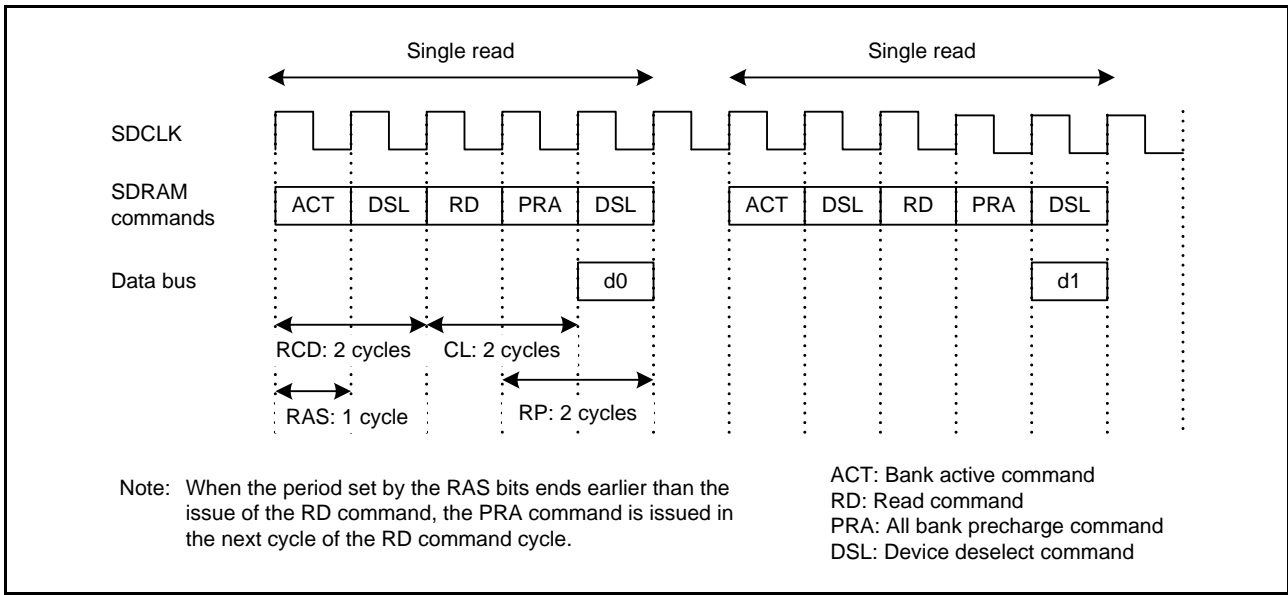 Single read Single read
SDCLK
SDRAM
commands
ACT DSL RD PRA DSL ACT DSL RD PRA DSL
Data bus
d0 d1
RCD: 2 cycles CL: 2 cycles
RAS: 1 cycle RP: 2 cycles
Note: When the period set by the RAS bits ends earlier than the
issue of the RD command, the PRA command is issued in
the next cycle of the RD command cycle.
ACT: Bank active command
RD: Read command
PRA: All bank precharge command
DSL: Device deselect command